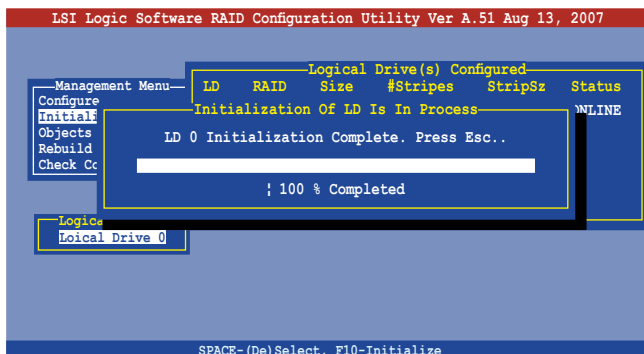 LSI Logic Software RAID Configuration Utility Ver A.51 Aug 13, 2007
Logical Drive(s) Configured
Management Menu
LD RAID Size #Stripes StripSz Status
Configure
Initiali
Initialization Of LD Is In Process
ONLINE
Objects
LD 0 Initialization Complete. Press Esc..
Rebuild
Check Co
¦ 100 % Completed
Logica
Loical Drive 0
SPACE-(De)Select, F10-Initialize